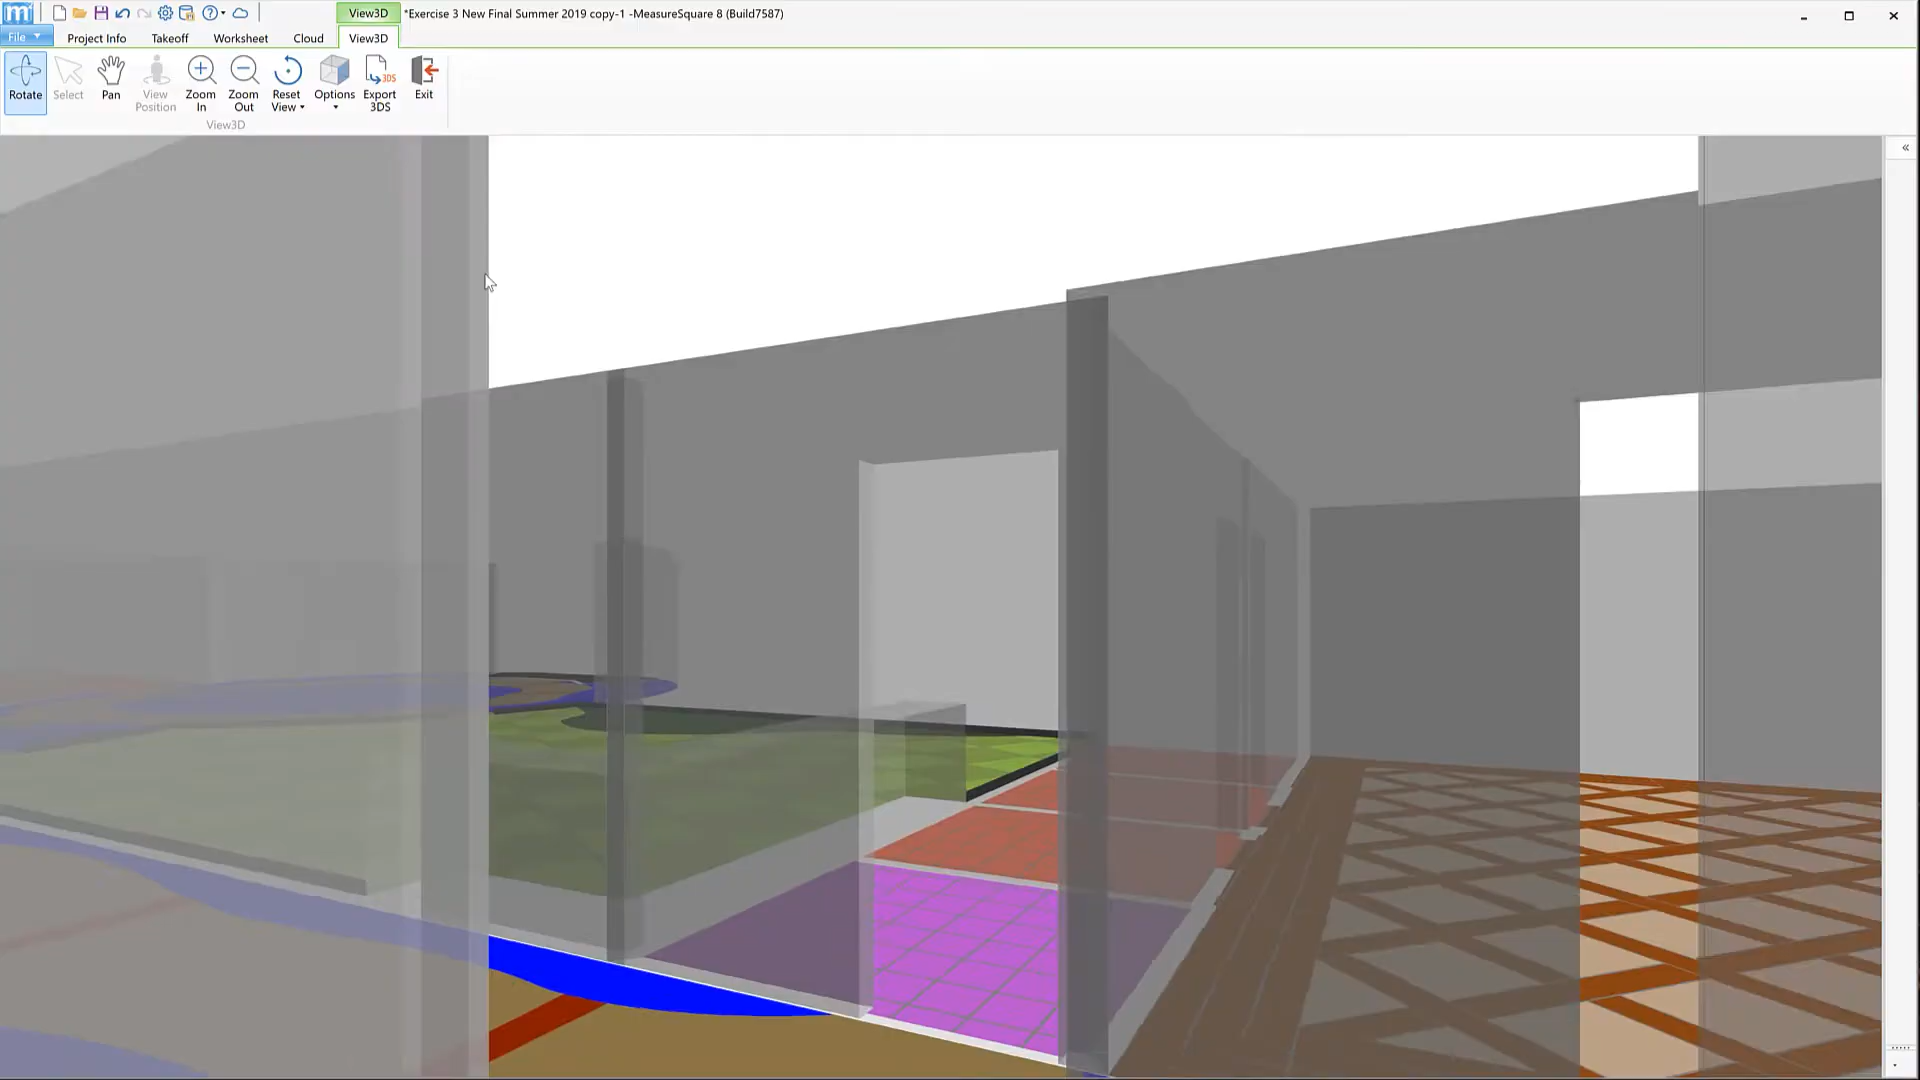 m
View3D
*Exercise 3 New Final Summer 2019 copy-1 -MeasureSquare 8 (Build7587)
File
Project Info
Takeoff
Worksheet
Cloud
View3D
Rotate
Select
Pan
View
Position
Zoom
In
Zoom
Out
Reset
View
Options
3DS
Export
3DS
Exit
View3D